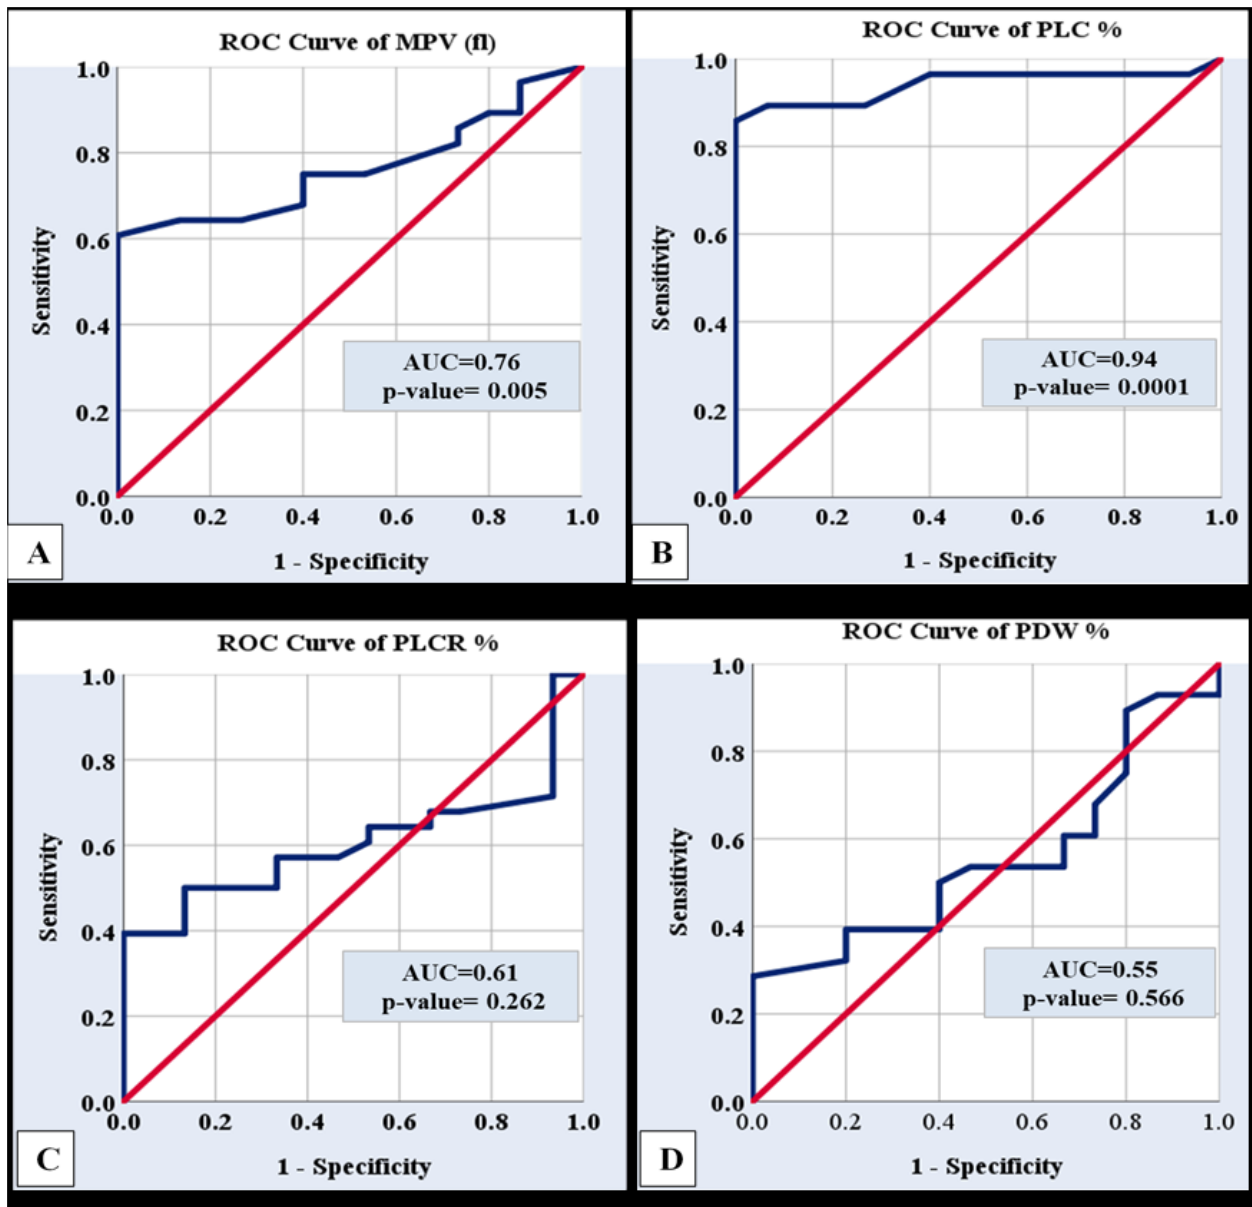 ROC Curve of MPV (fl)
1.0
0.8
0.6
0.4
0.2
0.0
Sensitivity
AUC=0.76
p-value= 0.005
0.0 0.2 0.4 0.6 0.8 1.0
A
1 - Specificity
ROC Curve of PLC %
1.0
0.8
0.6
0.4
0.2
0.0
Sensitivity
AUC=0.94
p-value= 0.0001
0.0 0.2 0.4 0.6 0.8 1.0
B
1 - Specificity
ROC Curve of PLCR %
1.0
0.8
0.6
0.4
0.2
0.0
Sensitivity
AUC=0.61
p-value= 0.262
0.0 0.2 0.4 0.6 0.8 1.0
C
1 - Specificity
ROC Curve of PDW %
1.0
0.8
0.6
0.4
0.2
0.0
Sensitivity
AUC=0.55
p-value= 0.566
0.0 0.2 0.4 0.6 0.8 1.0
D
1 - Specificity